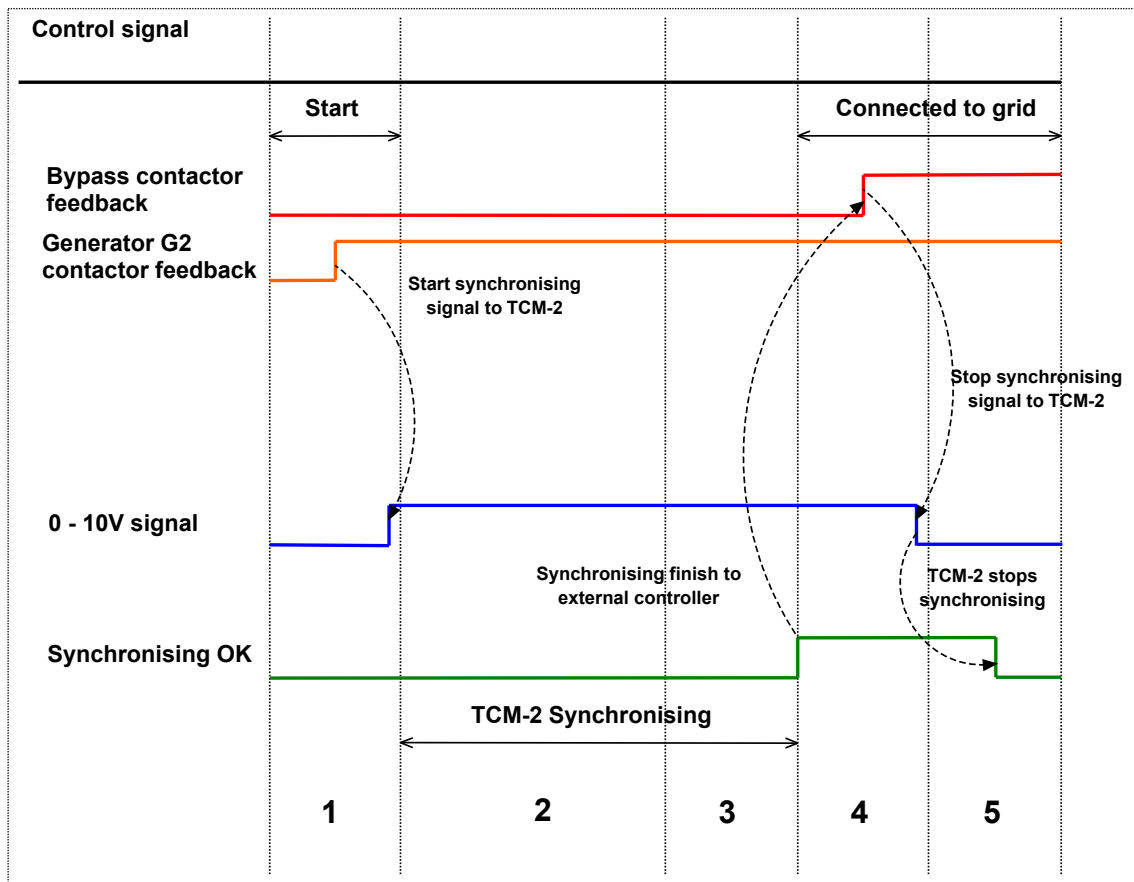 Control signal
Start
Connected to grid
Bypass contactor
feedback
Generator G2
contactor feedback
Start synchronising
signal to TCM-2
Stop synchronising
signal to TCM-2
0 - 10V signal
Synchronising finish to
external controller
TCM-2 stops
synchronising
Synchronising OK
TCM-2 Synchronising
1
2
3
4
5